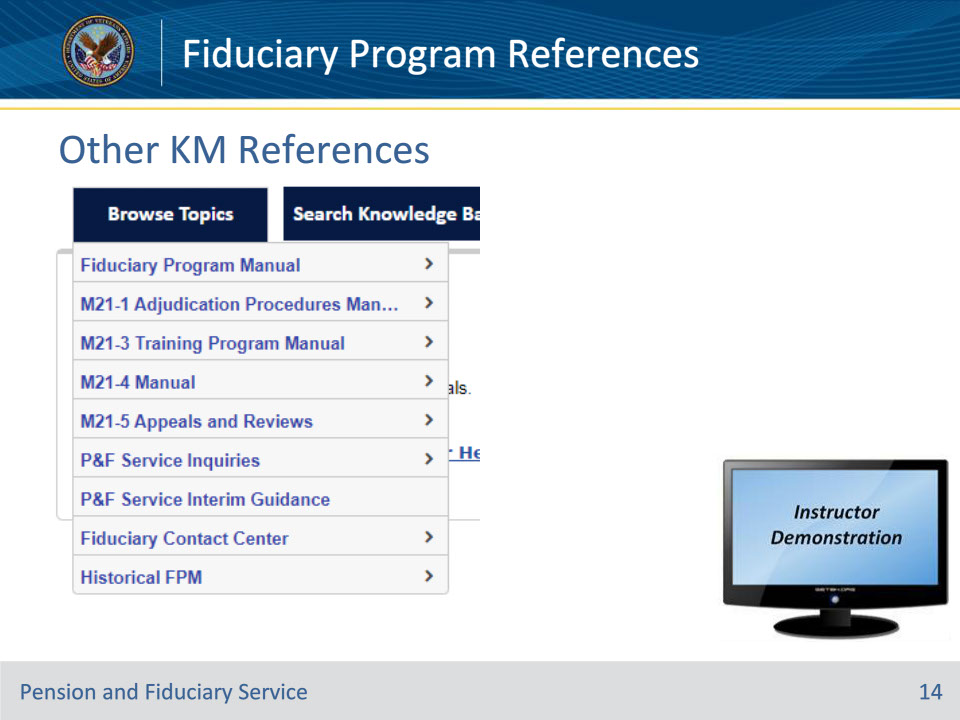 Fiduciary Program References
Other KM References
Browse Topics
Search Knowledge Ba
Fiduciary Program Manual
M21-1 Adjudication Procedures Man...
M21-3 Training Program Manual
M21-4 Manual
als.
M21-5 Appeals and Reviews
P&F Service Inquiries
r He
P&F Service Interim Guidance
Fiduciary Contact Center
Historical FPM
Instructor
Demonstration
Pension and Fiduciary Service
14